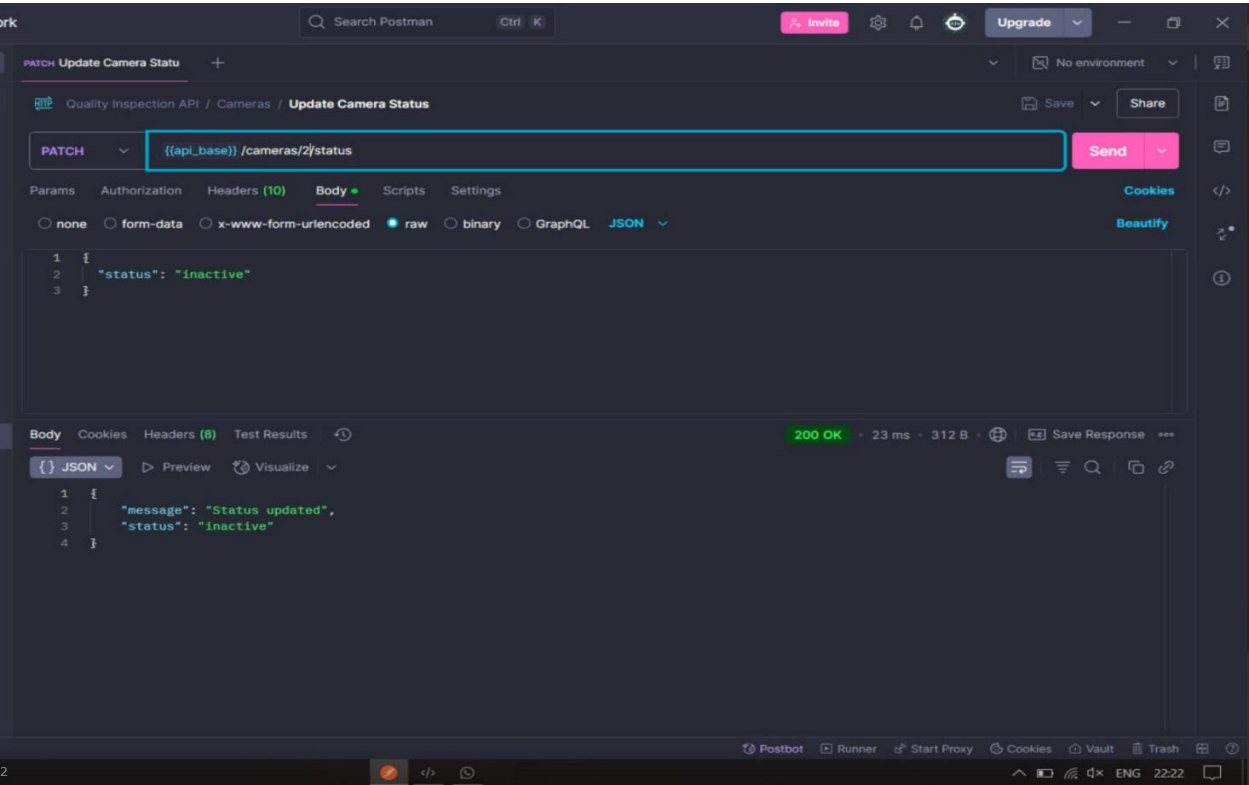 ork
Search Postman Ctrl K
Invite
Upgrade
PATCH Update Camera Statu
No environment
HTTP Quality Inspection API / Cameras / Update Camera Status
Save Share
PATCH {{api_base}} /cameras/2/status Send
Params Authorization Headers (10) Body Scripts Settings Cookies
none form-data x-www-form-urlencoded raw binary GraphQL JSON Beautify
1 {
2 "status": "inactive"
3 }
Body Cookies Headers (8) Test Results 200 OK 23 ms 312 B Save Response
{} JSON Preview Visualize
1 {
2 "message": "Status updated",
3 "status": "inactive"
4 }
Postbot Runner Start Proxy Cookies Vault Trash
2 ENG 22:22